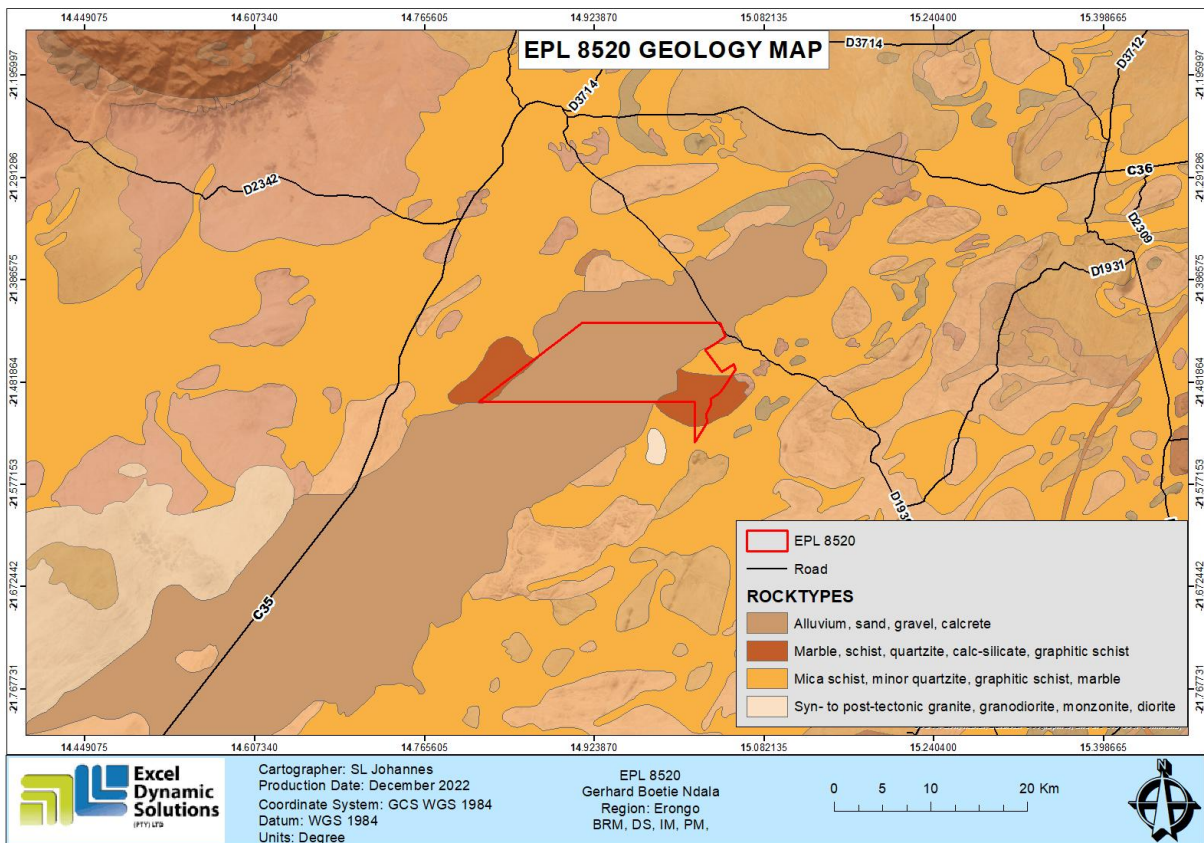 14.449075 14.607340 14.765605 14.923870 15.082135 15.240400 15.398665
EPL 8520 GEOLOGY MAP
D3714
D3712
D3714
21.195997
21.195997
C36
D2342
21.291286
21.291286
D2309
D1931
21.386575
21.386575
21.481864
21.481864
21.577153
21.577153
C35
21.672442
21.672442
21.767731
21.767731
EPL 8520
Road
ROCKTYPES
Alluvium, sand, gravel, calcrete
Marble, schist, quartzite, calc-silicate, graphitic schist
Mica schist, minor quartzite, graphitic schist, marble
Syn- to post-tectonic granite, granodiorite, monzonite, diorite
14.449075 14.607340 14.765605 14.923870 15.082135 15.240400 15.398665
Excel
Dynamic
Solutions
(PTY) LTD
Cartographer: SL Johannes
Production Date: December 2022
Coordinate System: GCS WGS 1984
Datum: WGS 1984
Units: Degree
EPL 8520
Gerhard Boetie Ndala
Region: Erongo
BRM, DS, IM, PM,
0 5 10 20 Km
N